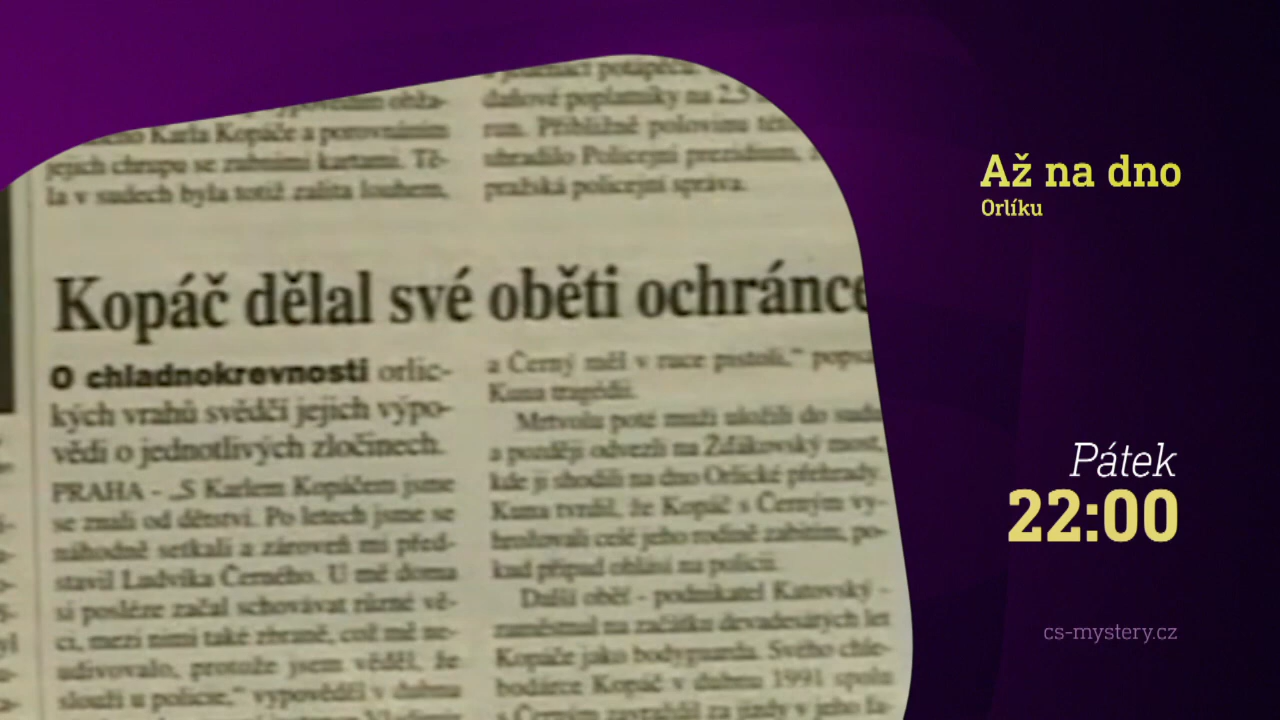 výpovědím obža-
Karla Kopáče a porovnáním
jejich chrupu se zubními kartami. Tě-
la v sudech byla totiž zalita louhem.
daňové poplatníky na 2,5
run. Přibližně polovinu
uhradilo Policejní prezidium,
pražská policejní správa.
Kopáč dělal své oběti ochránce
O chladnokrevnosti orlic-
kých vrahů svědčí jejich výpo-
vědi o jednotlivých zločinech.
PRAHA - „S Karlem Kopáčem jsme
se znali od dětství. Po letech jsme se
náhodně setkali a zároveň mi před-
stavil Ludvíka Černého. U mě doma
si posléze začal schovávat různé vě-
ci, mezi nimi také zbraně, což mě ne-
udivovalo, protože jsem věděl, že
slouží u policie,“ vypověděl v dubnu
a Černý měl v ruce pistoli,“ popsal
Kuna tragédii.
Mrtvolu poté muži uložili do sudu
a později odvezli na Žďákovský most,
kde ji shodili na dno Orlické přehrady.
Kuna tvrdil, že Kopáč s Černým vy-
hrožovali celé jeho rodině zabitím, po-
kud případ ohlásí na policii.
Další oběť - podnikatel Katovský -
zaměstnal na začátku devadesátých let
Kopáče jako bodyguarda. Svého chle-
bodárce Kopáč v dubnu 1991 spolu
s Černým zavraždil za jízdy v jeho fa-
Až na dno
Orlíku
Pátek
22:00
cs-mystery.cz